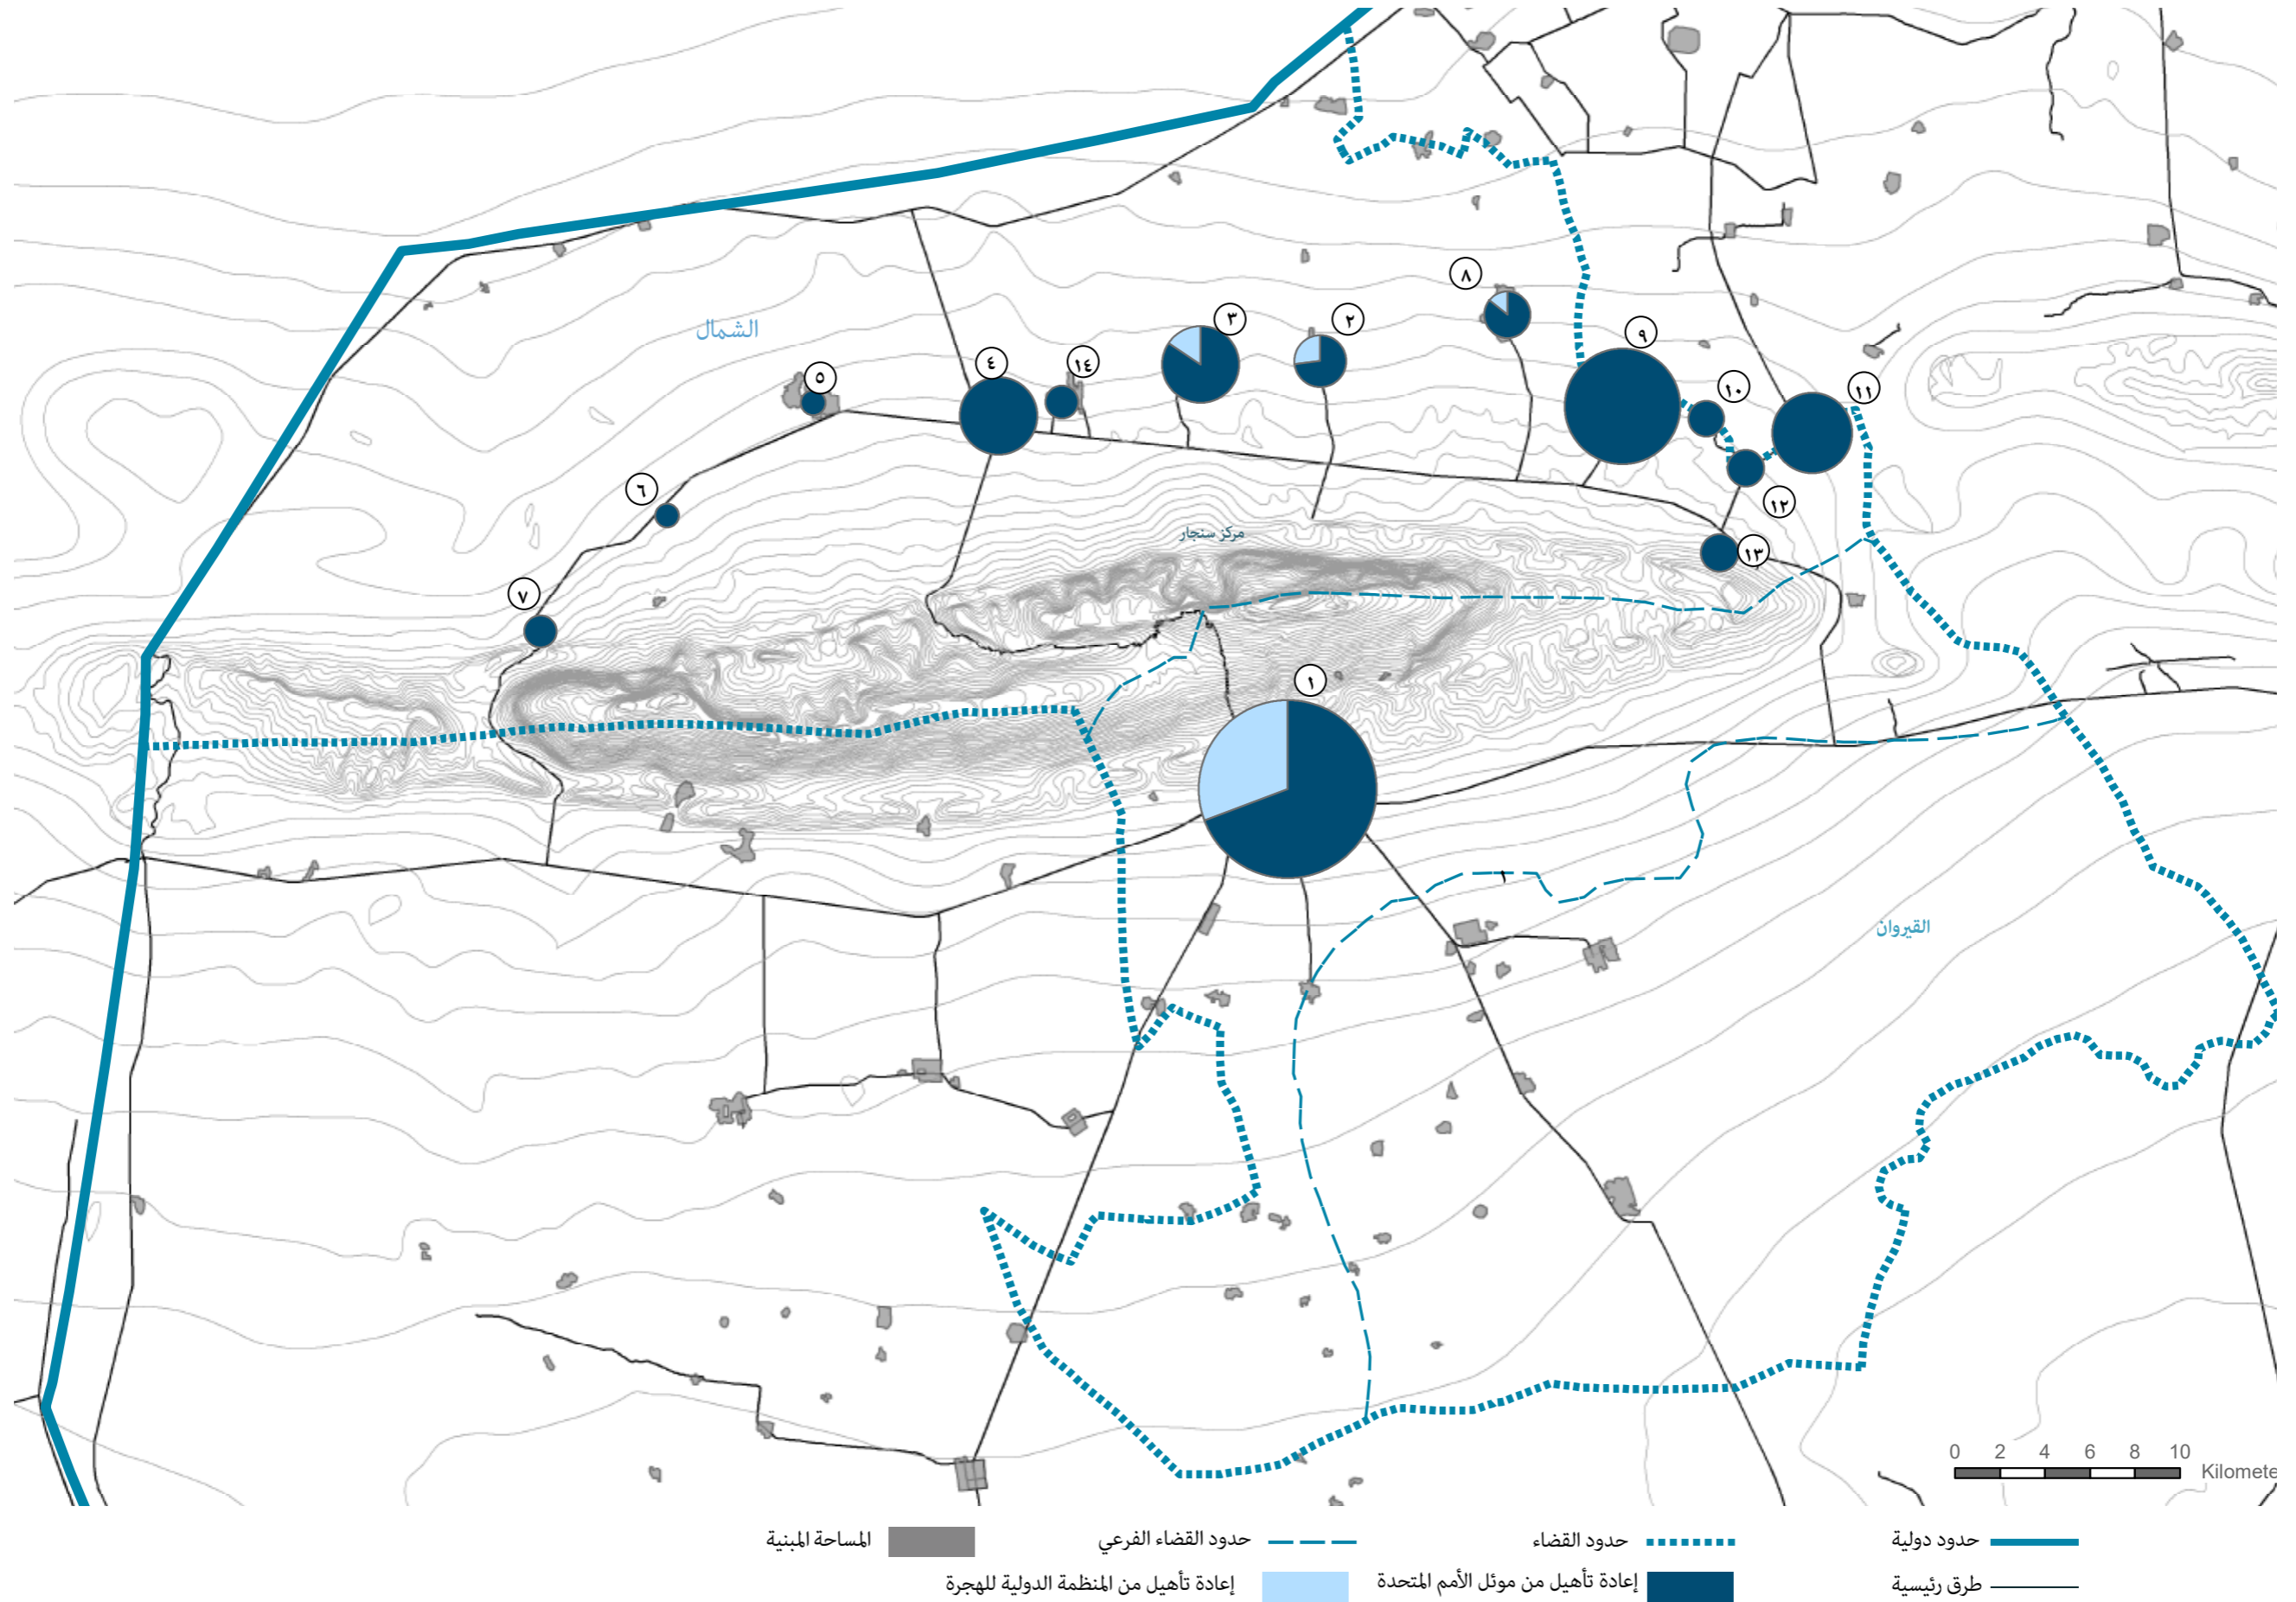 ٨
٣
٢
الشمال
٩
٤
١٤
٥
١٠
١١
٦
١٢
مركز سنجار
١٣
٧
١
القيروان
0 2 4 6 8 10
Kilomete
حدود دولية
حدود القضاء
حدود القضاء الفرعي
المساحة المبنية
طرق رئيسية
إعادة تأهيل من موئل الأمم المتحدة
إعادة تأهيل من المنظمة الدولية للهجرة